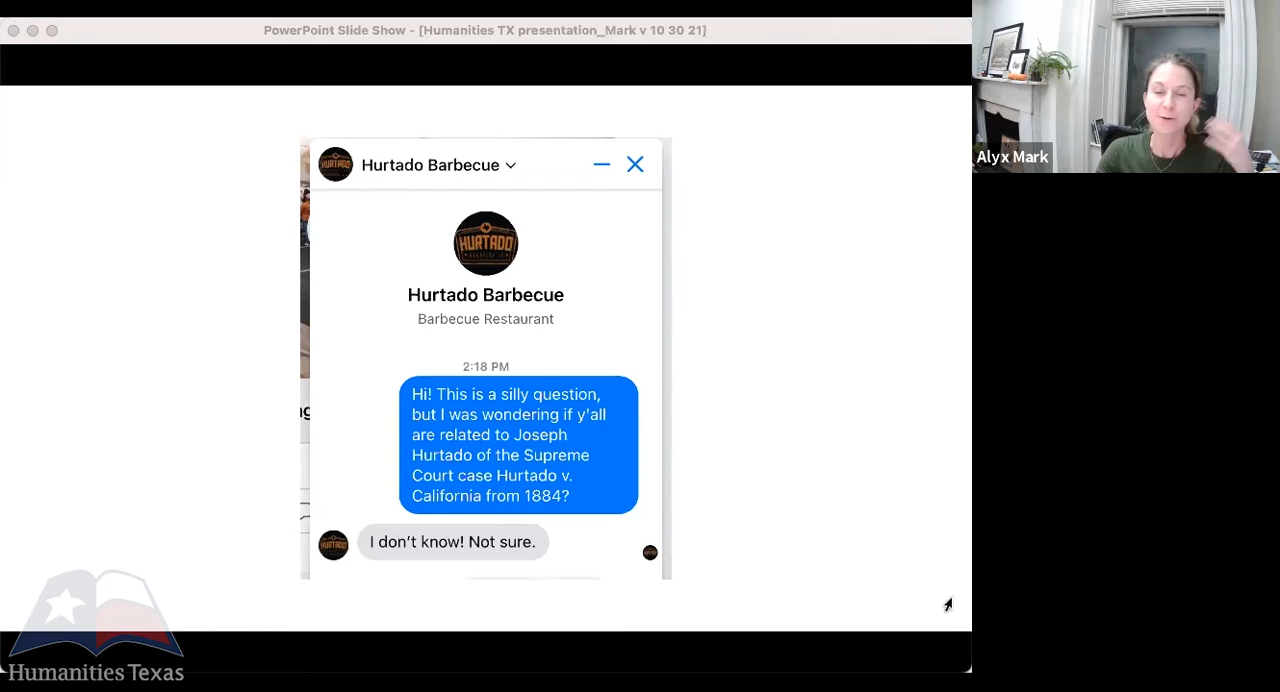 PowerPoint Slide Show - [Humanities TX presentation_Mark v 10 30 21]
Alyx Mark
Hurtado Barbecue
HURTADO
Hurtado Barbecue
Barbecue Restaurant
2:18 PM
Hi! This is a silly question,
but I was wondering if y'all
are related to Joseph
Hurtado of the Supreme
Court case Hurtado v.
California from 1884?
I don't know! Not sure.
Humanities Texas